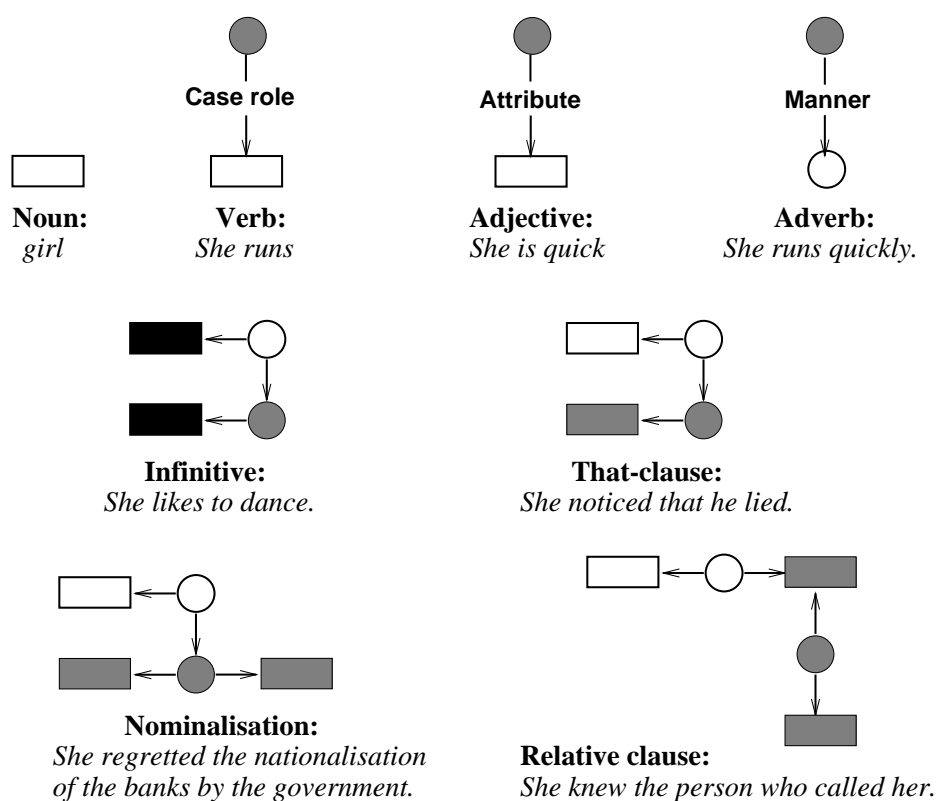 Case role
Attribute
Manner
Noun:
girl
Verb:
She runs
Adjective:
She is quick
Adverb:
She runs quickly.
Infinitive:
She likes to dance.
That-clause:
She noticed that he lied.
Nominalisation:
She regretted the nationalisation
of the banks by the government.
Relative clause:
She knew the person who called her.